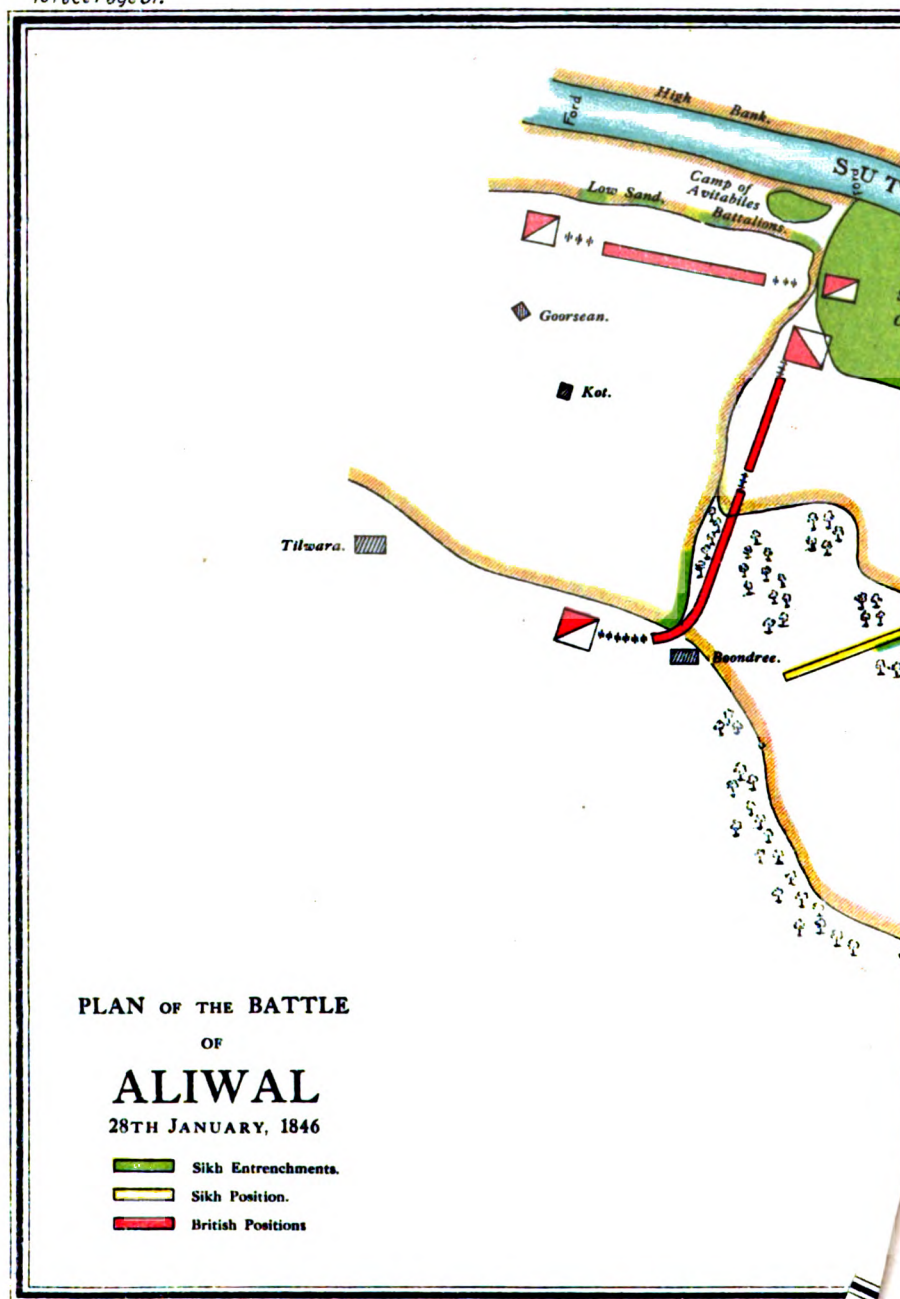 High Bank.
Ford
SUT
Ford
Camp of
Avitabiles
Battalions.
Low Sand.
Goorsean.
Kot.
Tilwara.
Boondree.
PLAN OF THE BATTLE
OF
ALIWAL
28TH JANUARY, 1846
Sikh Entrenchments.
Sikh Position.
British Positions